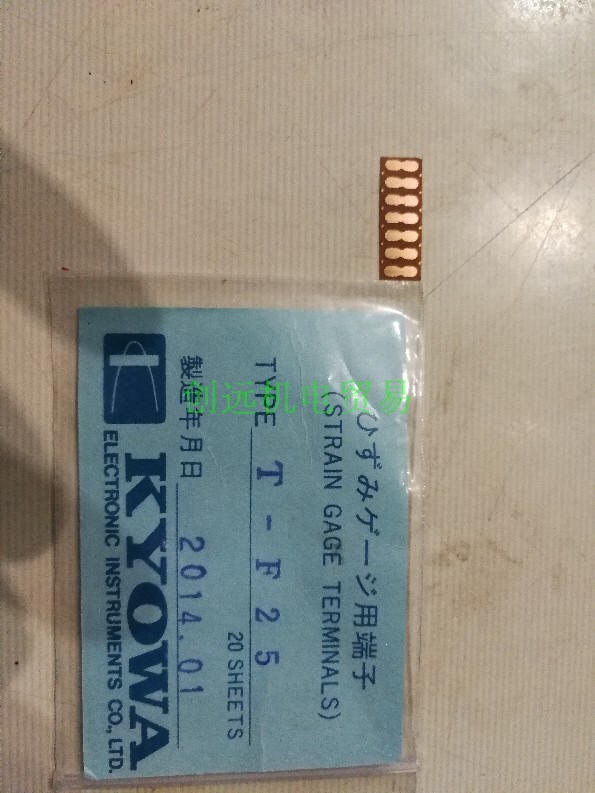 ひずみゲージ用端子
(STRAIN GAGE TERMINALS)
TYPE T-F25
20 SHEETS
製造年月日 2014.01
KYOWA
ELECTRONIC INSTRUMENTS CO., LTD.
创远机电贸易